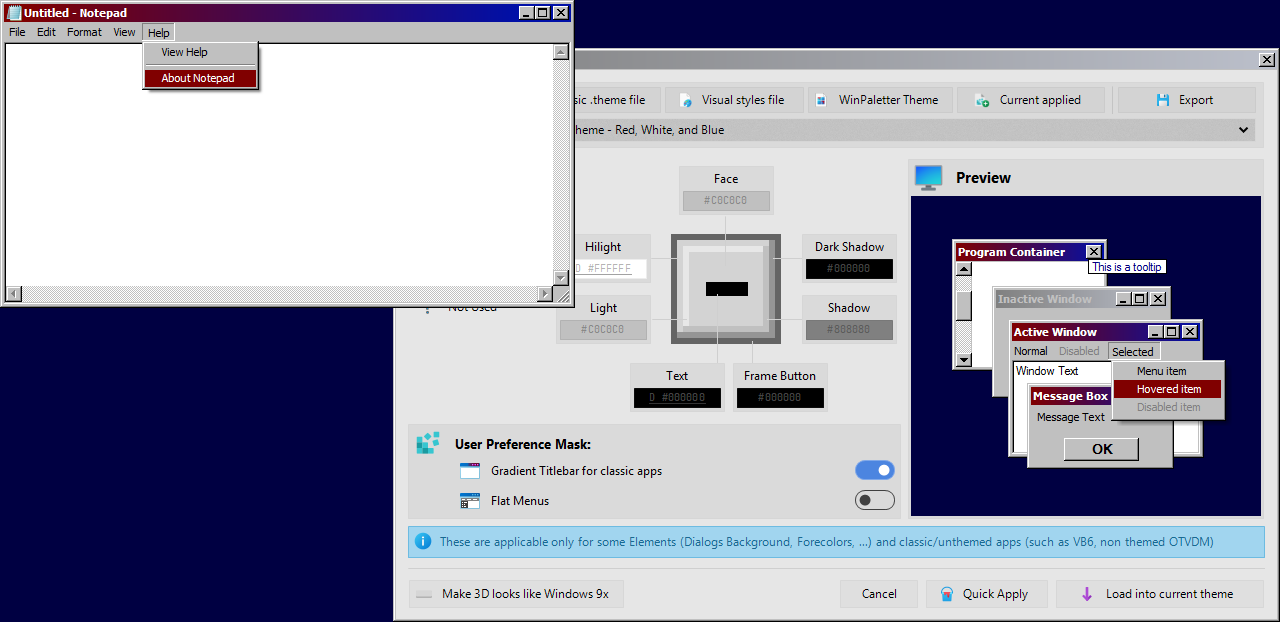 Untitled - Notepad
File Edit Format View Help
View Help
About Notepad
sic .theme file
Visual styles file
WinPaletter Theme
Current applied
Export
heme - Red, White, and Blue
Face
#C0C0C0
Hilight
D #FFFFFF
Dark Shadow
#000000
Light
#C0C0C0
Shadow
#808080
Not Used
Text
D #000000
Frame Button
#000000
User Preference Mask:
Gradient Titlebar for classic apps
Flat Menus
Preview
Program Container
This is a tooltip
Inactive Window
Active Window
Normal Disabled Selected
Window Text
Menu item
Hovered item
Disabled item
Message Box
Message Text
OK
These are applicable only for some Elements (Dialogs Background, Forecolors, ...) and classic/unthemed apps (such as VB6, non themed OTVDM)
Make 3D looks like Windows 9x
Cancel
Quick Apply
Load into current theme